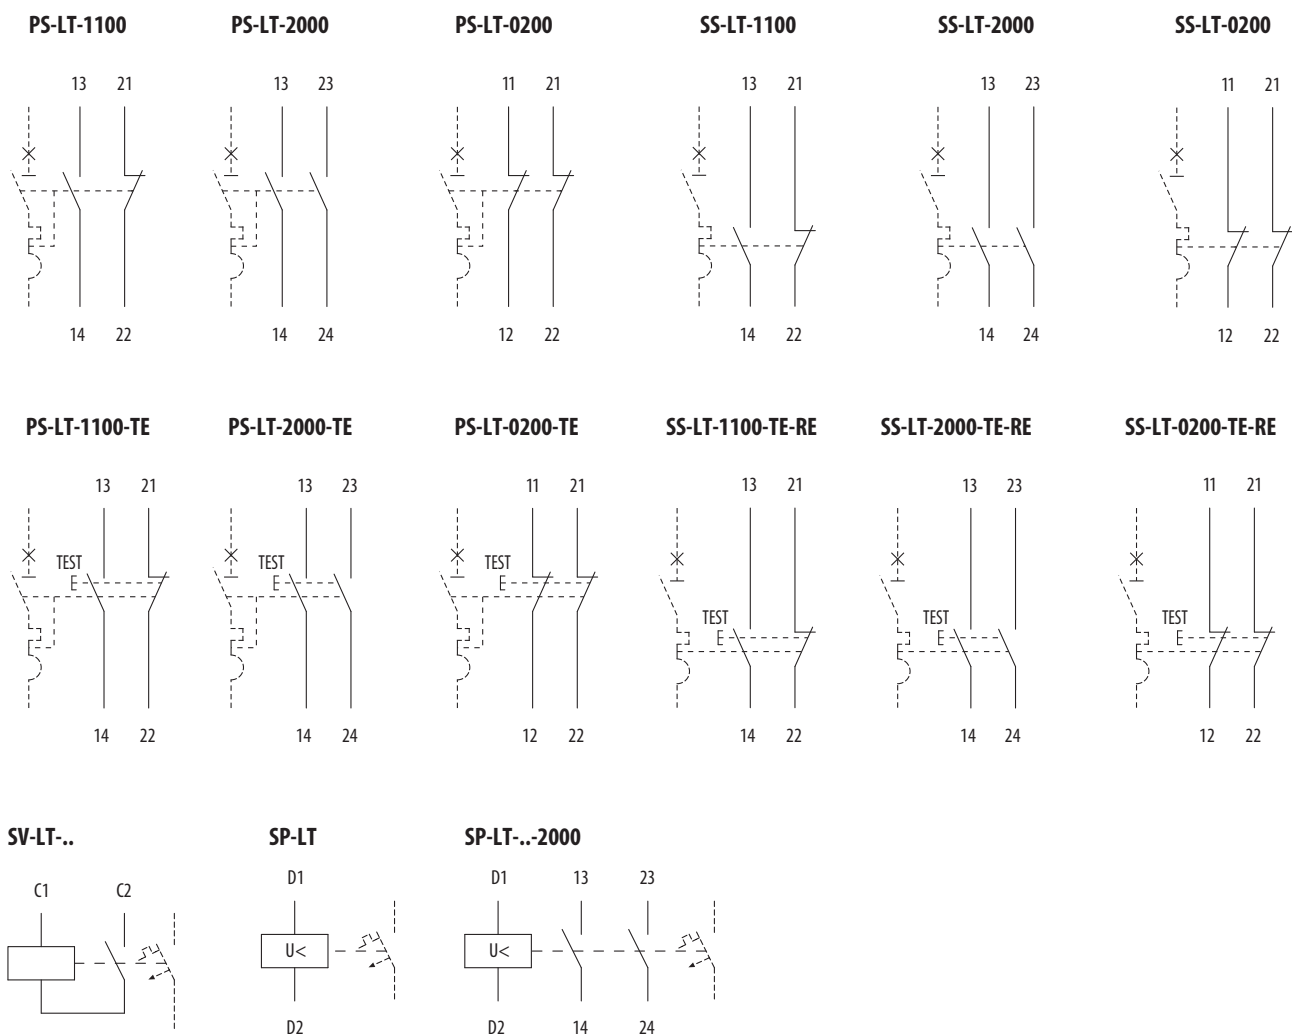 PS-LT-1100 PS-LT-2000 PS-LT-0200 SS-LT-1100 SS-LT-2000 SS-LT-0200
13 21 13 23 11 21 13 21 13 23 11 21
14 22 14 24 12 22 14 22 14 24 12 22
PS-LT-1100-TE PS-LT-2000-TE PS-LT-0200-TE SS-LT-1100-TE-RE SS-LT-2000-TE-RE SS-LT-0200-TE-RE
13 21 13 23 11 21 13 21 13 23 11 21
TEST TEST TEST TEST TEST TEST
14 22 14 24 12 22 14 22 14 24 12 22
SV-LT-.. SP-LT SP-LT-..-2000
C1 C2 D1 D1 13 23
U< U<
D2 D2 14 24